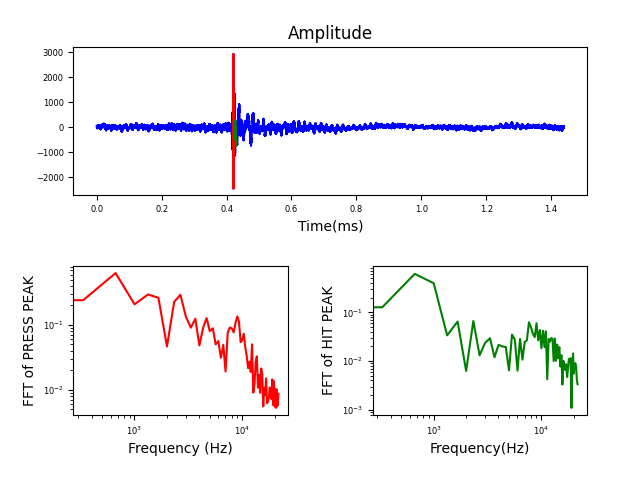 Amplitude
3000
2000
1000
0
−1000
−2000
0.0 0.2 0.4 0.6 0.8 1.0 1.2 1.4
Time(ms)
FFT of PRESS PEAK
10⁻¹
10⁻²
10³ 10⁴
Frequency (Hz)
FFT of HIT PEAK
10⁻¹
10⁻²
10⁻³
10³ 10⁴
Frequency(Hz)